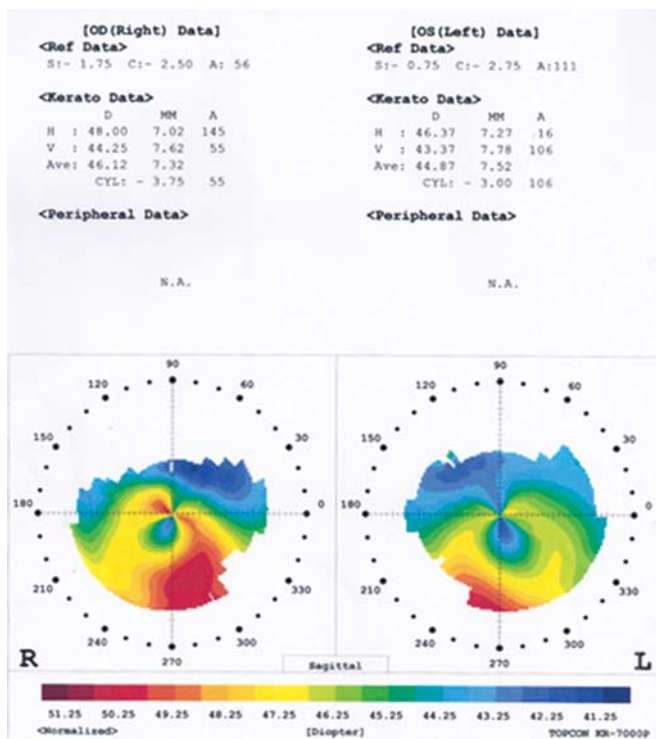 [OD(Right) Data]
<Ref Data>
S:- 1.75 C:- 2.50 A: 56
<Kerato Data>
D MM A
H : 48.00 7.02 145
V : 44.25 7.62 55
Ave: 46.12 7.32
CYL: - 3.75 55
<Peripheral Data>
N.A.
[OS(Left) Data]
<Ref Data>
S:- 0.75 C:- 2.75 A:111
<Kerato Data>
D MM A
H : 46.37 7.27 16
V : 43.37 7.78 106
Ave: 44.87 7.52
CYL: - 3.00 106
<Peripheral Data>
N.A.
90
120 60
150 30
180 0
210 330
240 300
270
R
90
120 60
150 30
180 0
210 330
240 300
270
L
Sagittal
51.25 50.25 49.25 48.25 47.25 46.25 45.25 44.25 43.25 42.25 41.25
<Normalized> [Diopter] TOPCON KR-7000P